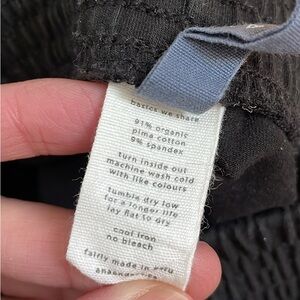 basics we share
91% organic
pima cotton
9% spandex
turn inside out
machine wash cold
with like colours
tumble dry low
for a longer life
lay flat to dry
cool iron
no bleach
fairly made in peru